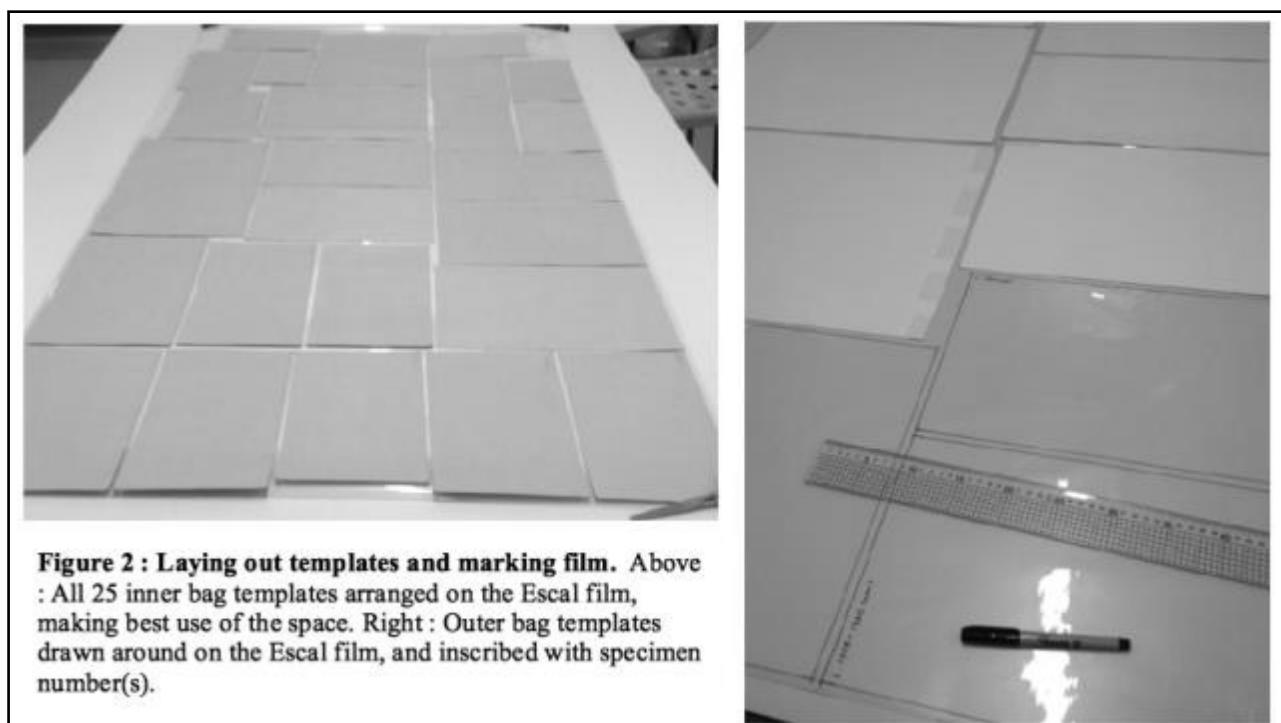 Figure 2 : Laying out templates and marking film. Above
: All 25 inner bag templates arranged on the Escal film,
making best use of the space. Right : Outer bag templates
drawn around on the Escal film, and inscribed with specimen
number(s).